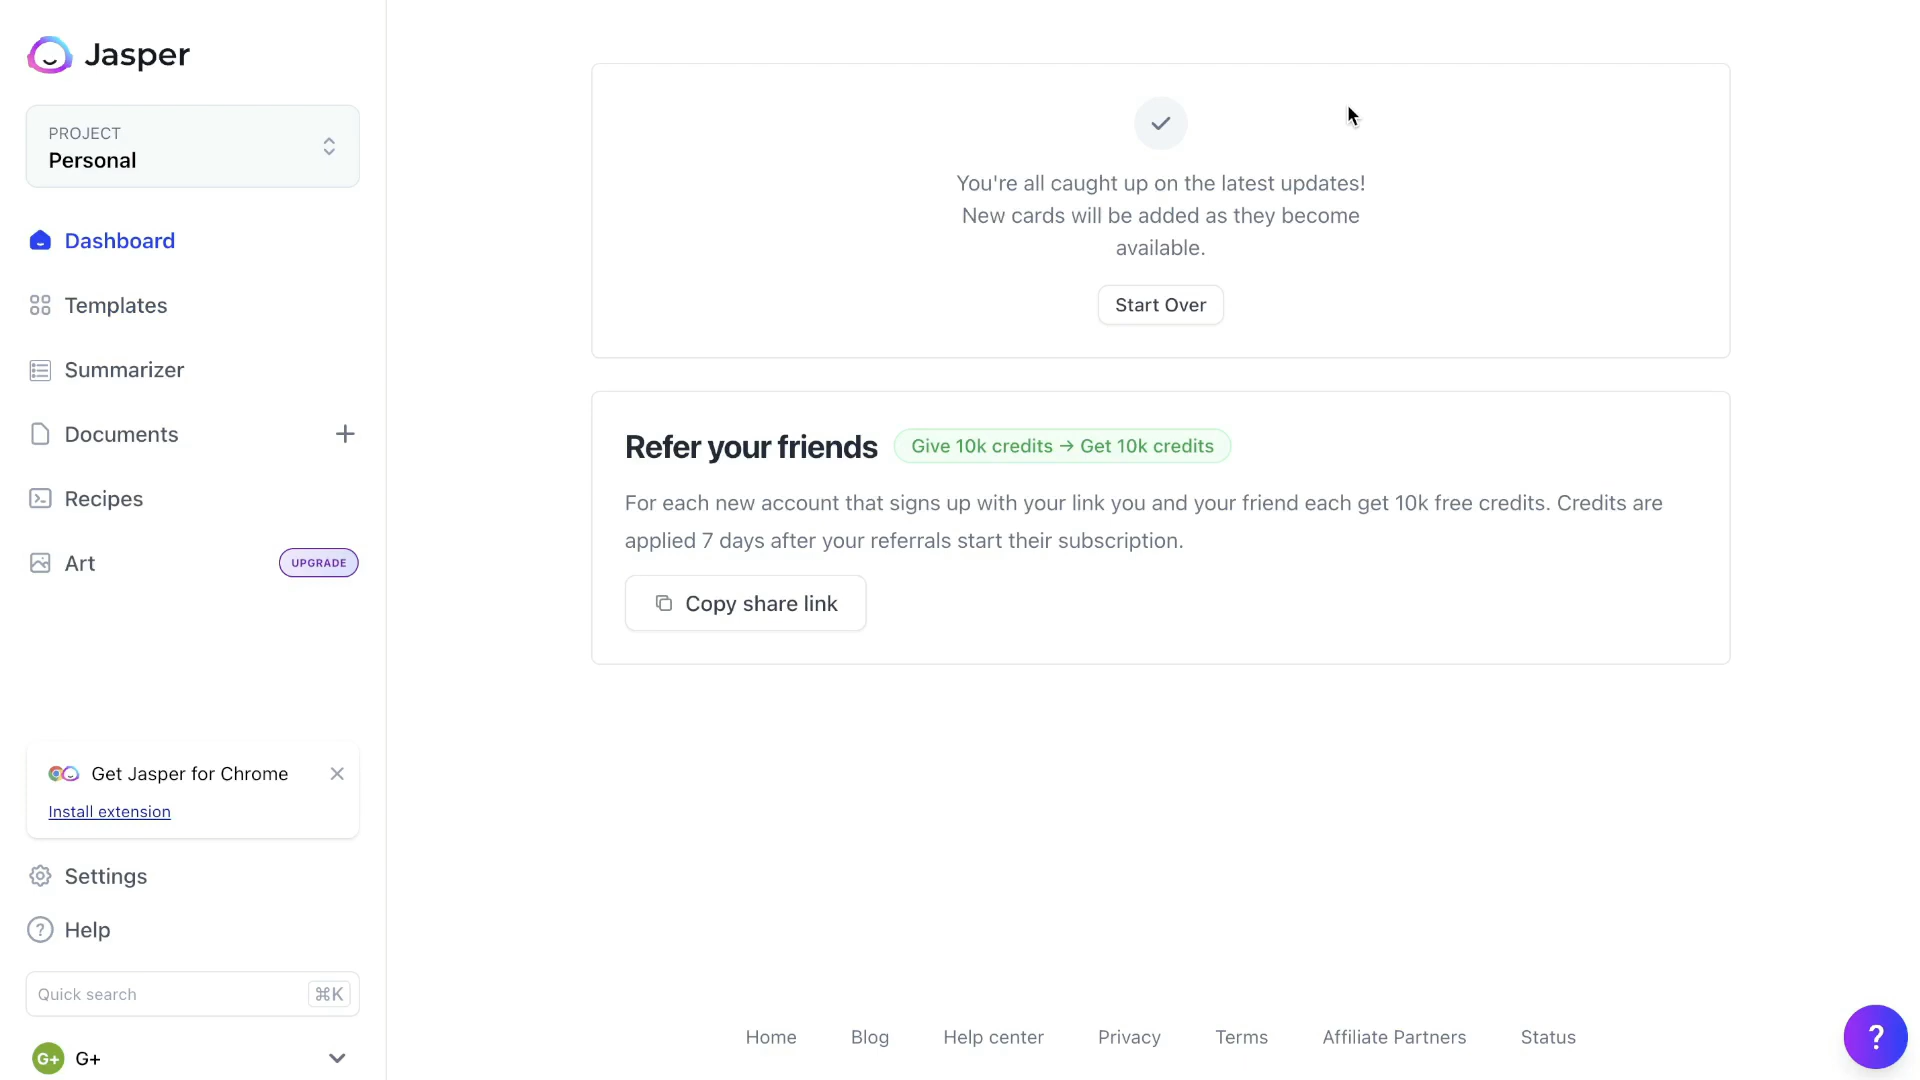 Jasper
PROJECT
Personal
Dashboard
Templates
Summarizer
Documents
Recipes
Art
UPGRADE
Get Jasper for Chrome
Install extension
Settings
Help
Quick search
⌘K
G+
G+
You're all caught up on the latest updates!
New cards will be added as they become
available.
Start Over
Refer your friends
Give 10k credits → Get 10k credits
For each new account that signs up with your link you and your friend each get 10k free credits. Credits are
applied 7 days after your referrals start their subscription.
Copy share link
Home
Blog
Help center
Privacy
Terms
Affiliate Partners
Status
?